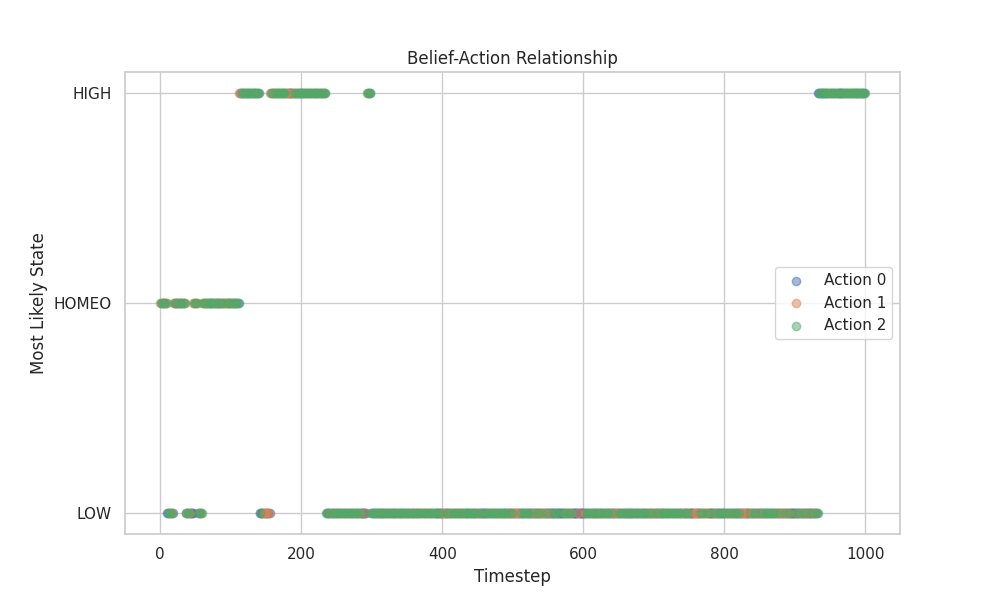 Belief-Action Relationship
HIGH
HOMEO
LOW
Most Likely State
Action 0
Action 1
Action 2
0
200
400
600
800
1000
Timestep